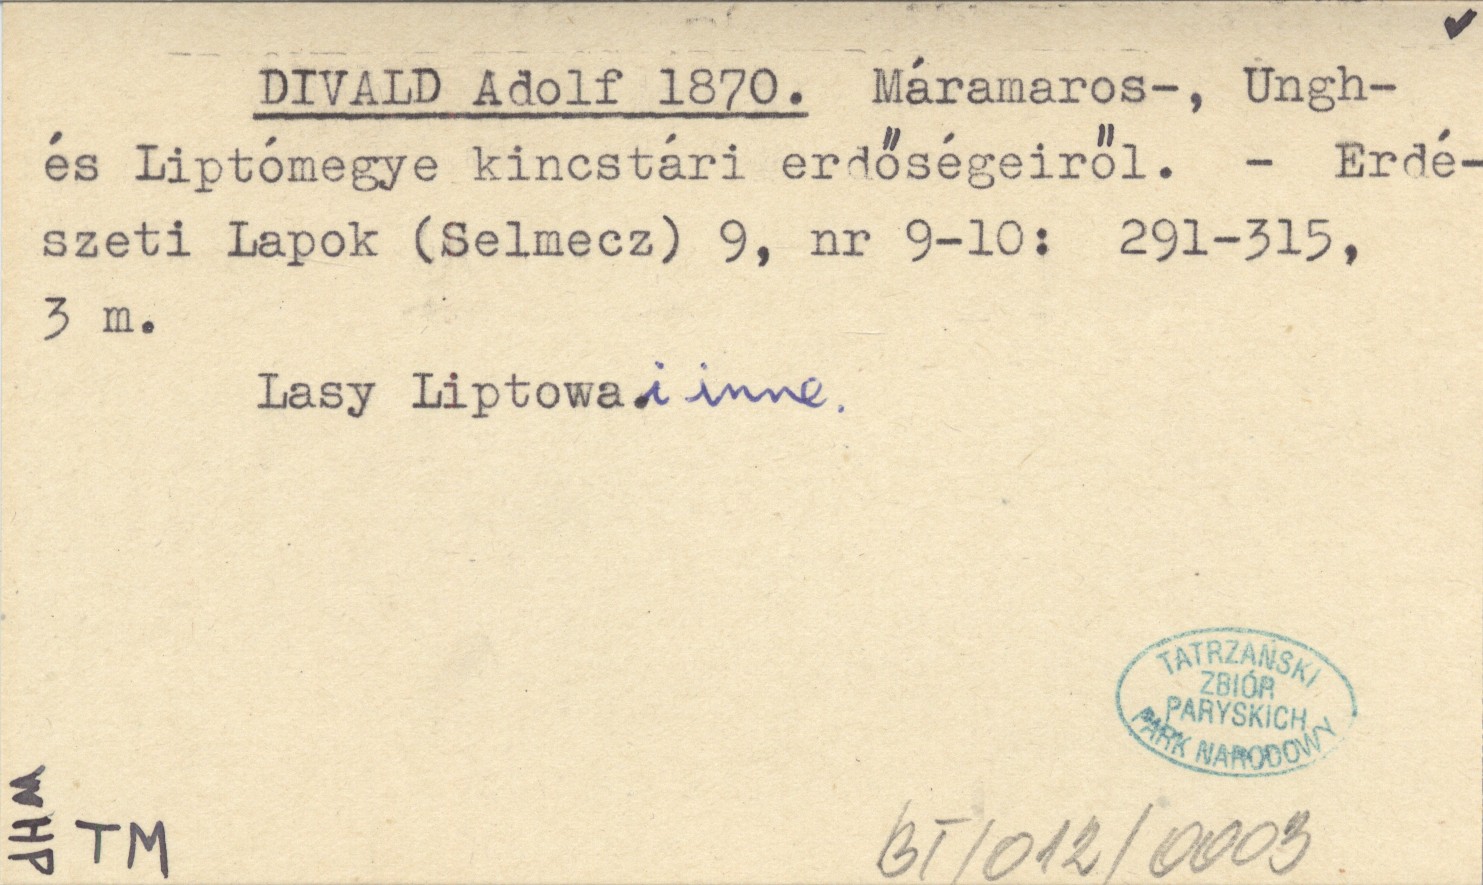 DIVALD Adolf 1870. Máramaros-, Ungh-
és Liptómegye kincstári erdőségeiről. - Erdé-
szeti Lapok (Selmecz) 9, nr 9-10: 291-315,
3 m.
Lasy Liptowa. i inne.
TATRZAŃSKI
ZBIÓR
PARYSKICH
PARK NARODOWY
TM
BT/012/0003